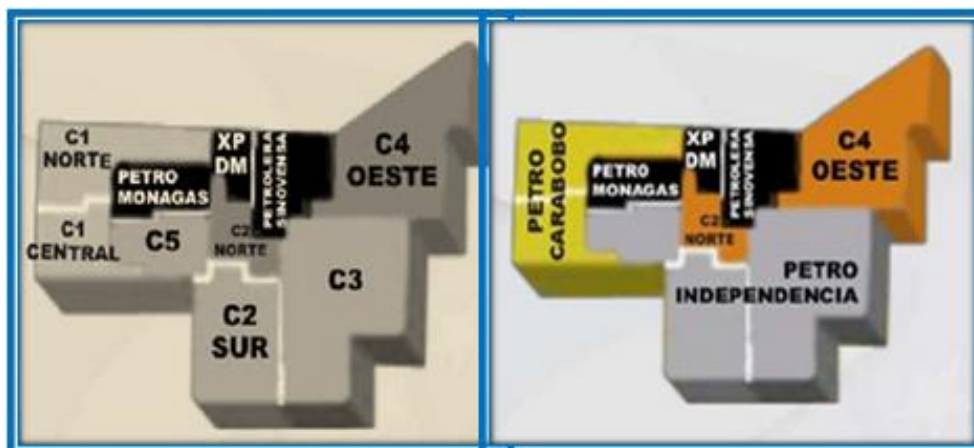 C1
NORTE
XP
DM
PETROLERA
SINOVENSA
C4
OESTE
PETRO
MONAGAS
C1
CENTRAL
C5
C2
NORTE
C3
C2
SUR
PETRO
CARABOBO
XP
DM
PETROLERA
SINOVENSA
C4
OESTE
PETRO
MONAGAS
C2
NORTE
PETRO
INDEPENDENCIA